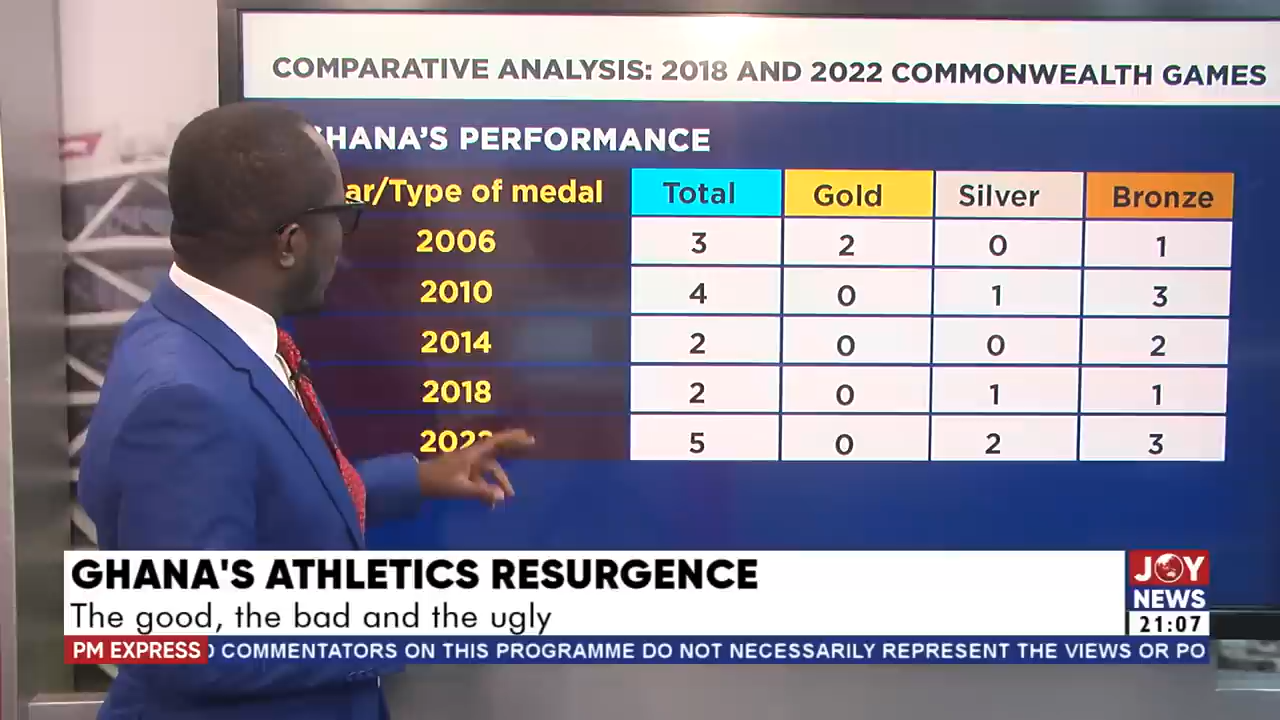 COMPARATIVE ANALYSIS: 2018 AND 2022 COMMONWEALTH GAMES
HANA'S PERFORMANCE
ar/Type of medal Total Gold Silver Bronze
2006 3 2 0 1
2010 4 0 1 3
2014 2 0 0 2
2018 2 0 1 1
2022 5 0 2 3
GHANA'S ATHLETICS RESURGENCE
The good, the bad and the ugly
JOY
NEWS
21:07
PM EXPRESS COMMENTATORS ON THIS PROGRAMME DO NOT NECESSARILY REPRESENT THE VIEWS OR PO